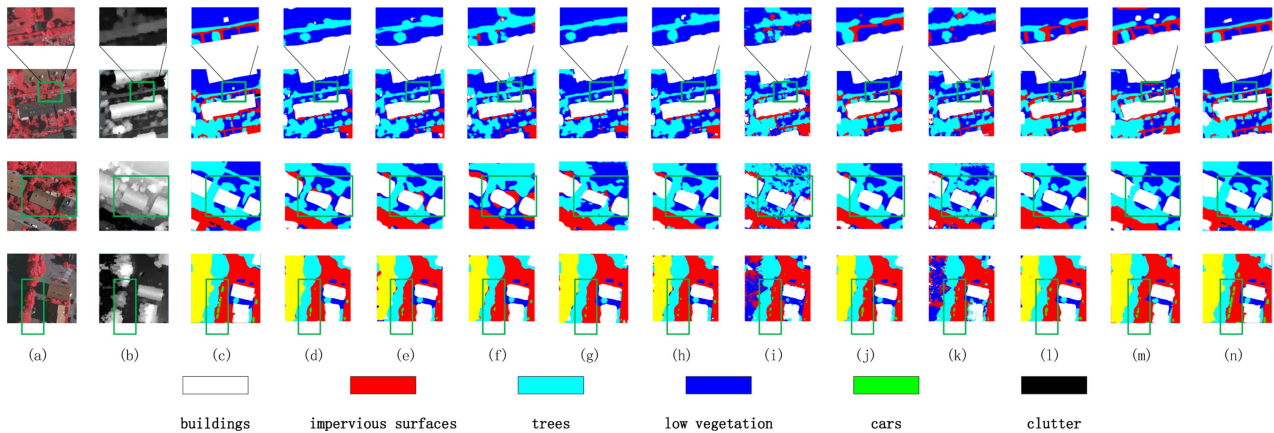 (a) (b) (c) (d) (e) (f) (g) (h) (i) (j) (k) (l) (m) (n)
buildings impervious surfaces trees low vegetation cars clutter